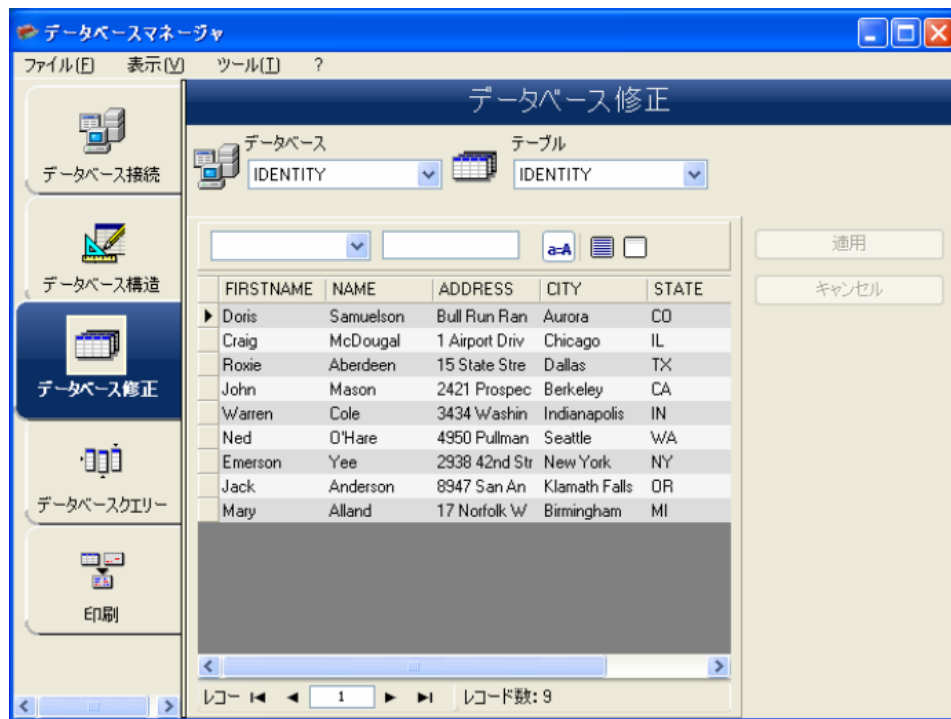 データベースマネージャ
ファイル(F) 表示(V) ツール(T) ?
データベース接続
データベース構造
データベース修正
データベースクエリー
印刷
データベース修正
データベース テーブル
IDENTITY IDENTITY
a=A
適用
キャンセル
FIRSTNAME NAME ADDRESS CITY STATE
Doris Samuelson Bull Run Ran Aurora CO
Craig McDougal 1 Airport Driv Chicago IL
Roxie Aberdeen 15 State Stre Dallas TX
John Mason 2421 Prospec Berkeley CA
Warren Cole 3434 Washin Indianapolis IN
Ned O'Hare 4950 Pullman Seattle WA
Emerson Yee 2938 42nd Str New York NY
Jack Anderson 8947 San An Klamath Falls OR
Mary Alland 17 Norfolk W Birmingham MI
レコー 1 レコード数: 9